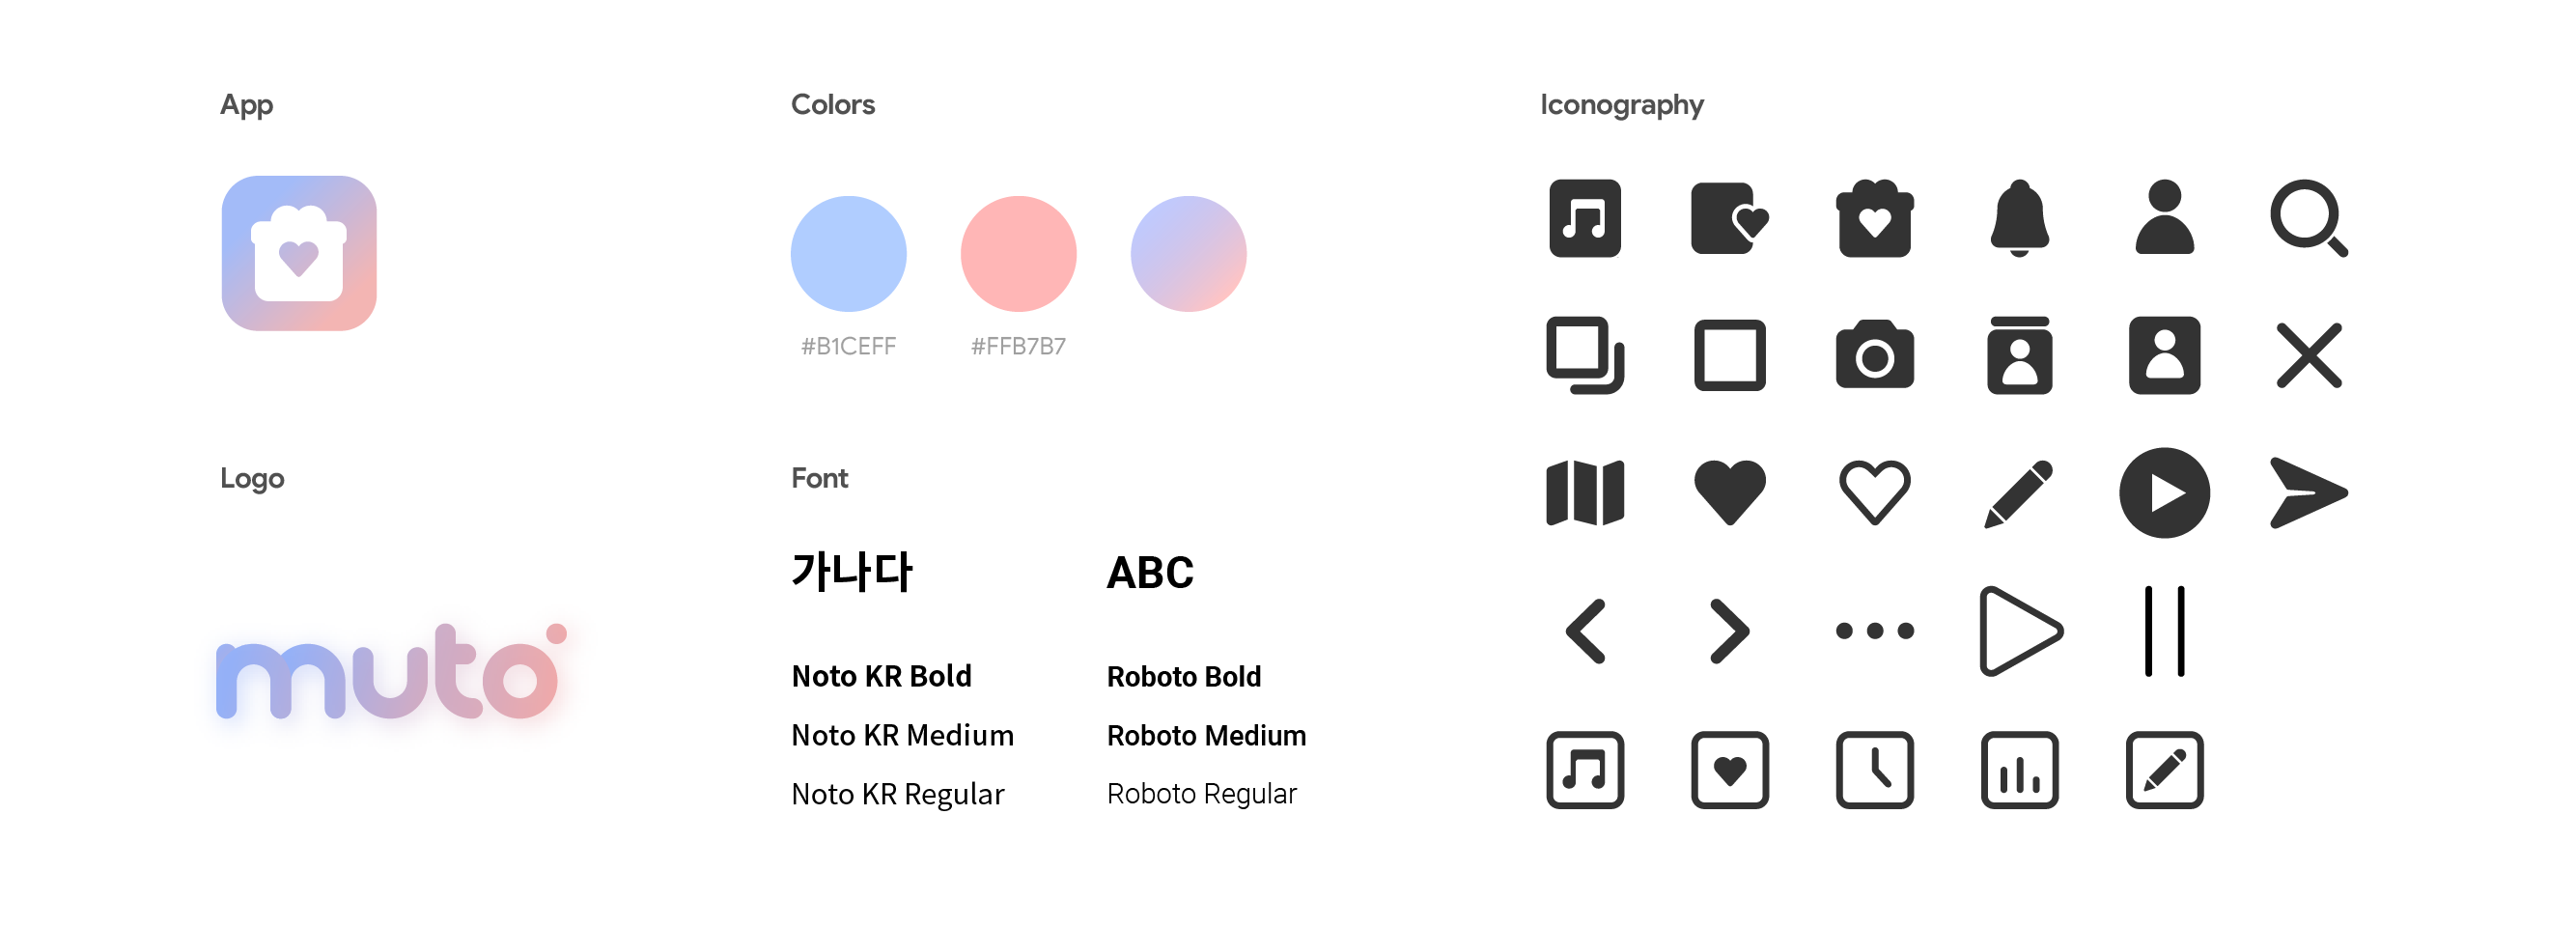 App
Colors
#B1CEFF
#FFB7B7
Logo
muto
Font
가나다
ABC
Noto KR Bold
Roboto Bold
Noto KR Medium
Roboto Medium
Noto KR Regular
Roboto Regular
Iconography